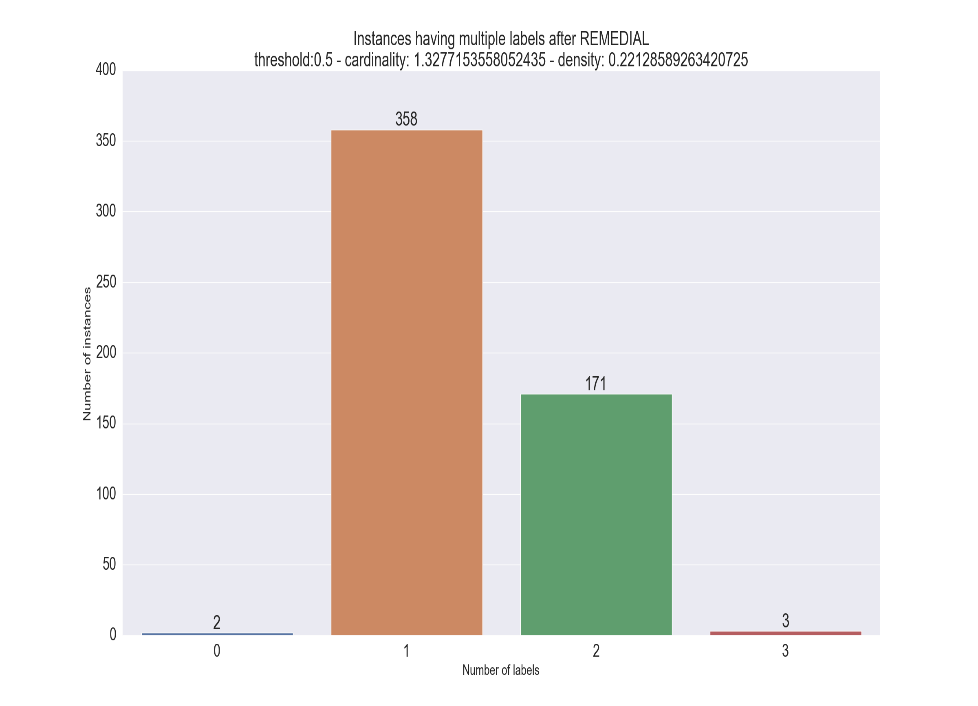 Instances having multiple labels after REMEDIAL
threshold:0.5 - cardinality: 1.3277153558052435 - density: 0.22128589263420725
400
350
300
250
200
150
100
50
0
Number of instances
2
358
171
3
0 1 2 3
Number of labels